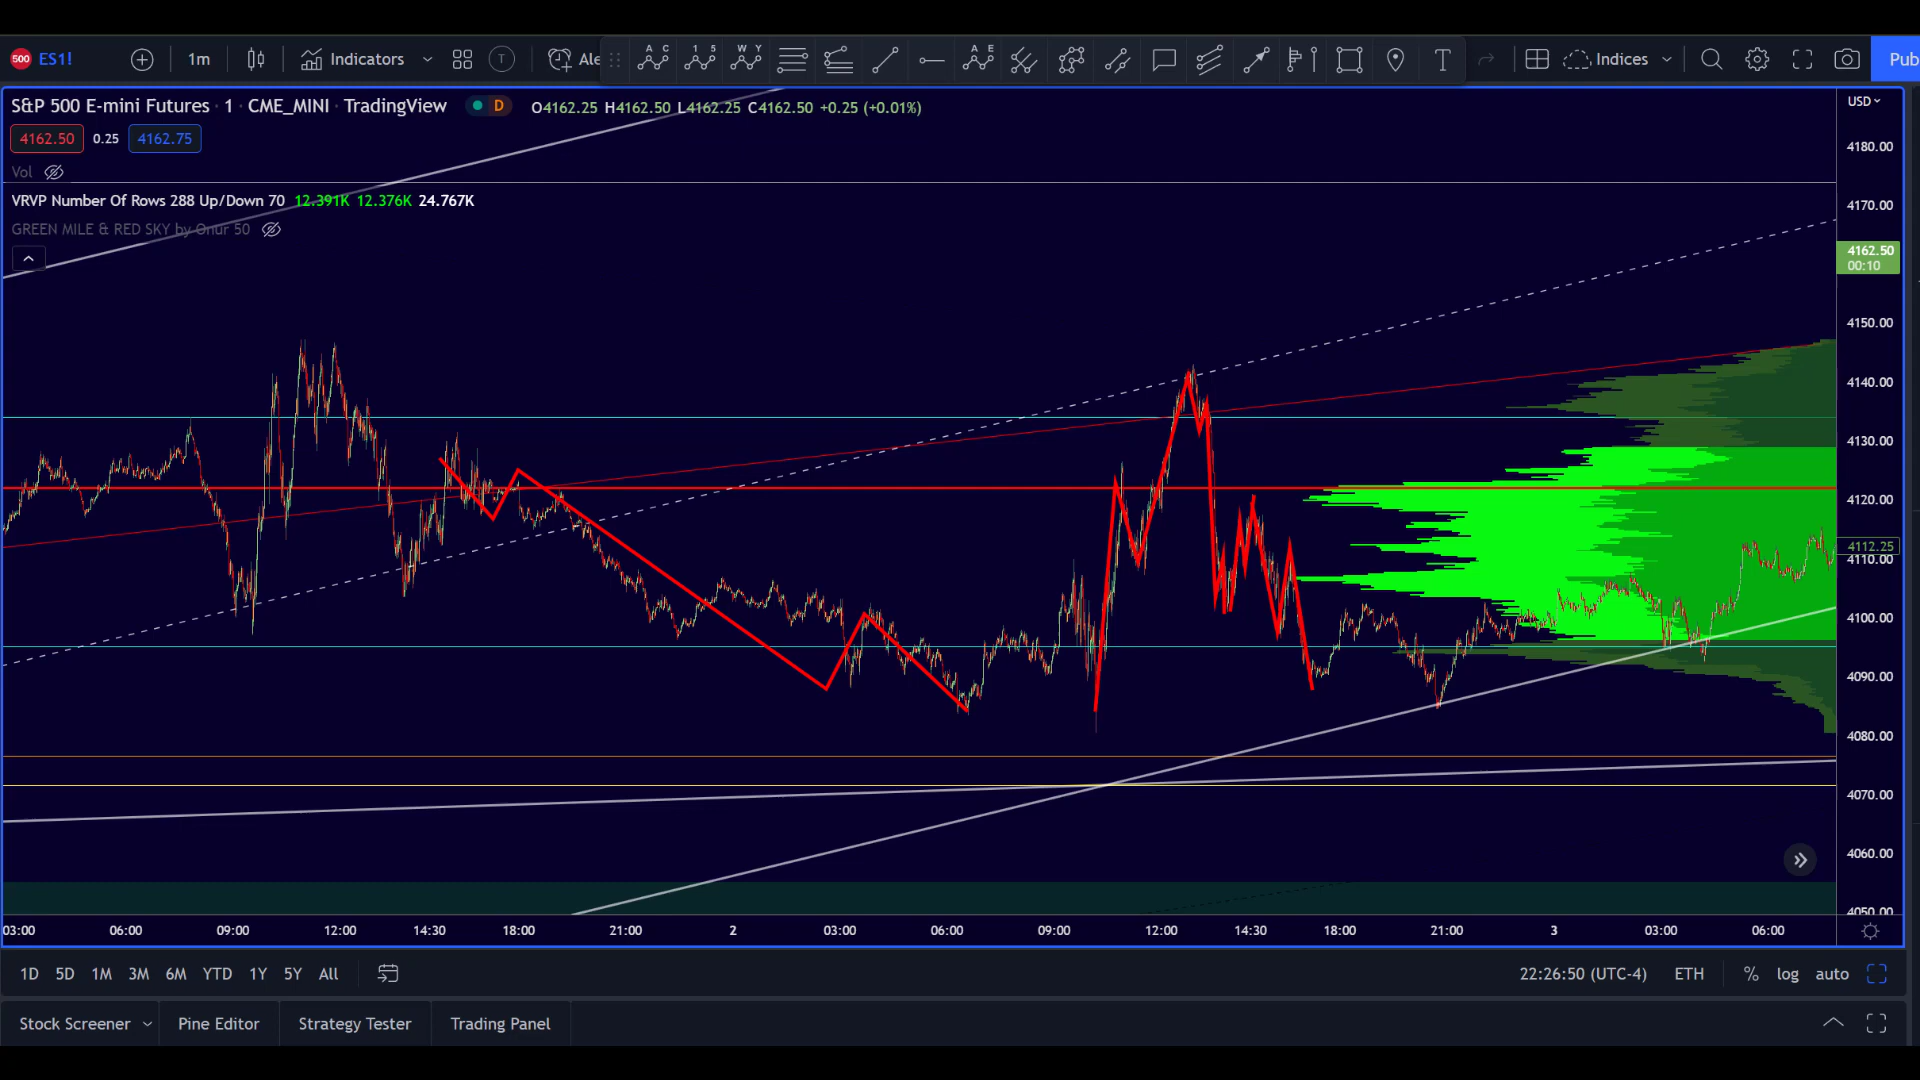 500 ES1! 1m Indicators T Ale A C 1 5 W Y A E T Indices Pub
S&P 500 E-mini Futures · 1 · CME_MINI · TradingView D O4162.25 H4162.50 L4162.25 C4162.50 +0.25 (+0.01%)
4162.50 0.25 4162.75
Vol
VRVP Number Of Rows 288 Up/Down 70 12.391K 12.376K 24.767K
GREEN MILE & RED SKY by Onur 50
USD
4180.00
4170.00
4162.50
00:10
4150.00
4140.00
4130.00
4120.00
4112.25
4110.00
4100.00
4090.00
4080.00
4070.00
4060.00
4050.00
03:00 06:00 09:00 12:00 14:30 18:00 21:00 2 03:00 06:00 09:00 12:00 14:30 18:00 21:00 3 03:00 06:00
1D 5D 1M 3M 6M YTD 1Y 5Y All 22:26:50 (UTC-4) ETH % log auto
Stock Screener Pine Editor Strategy Tester Trading Panel